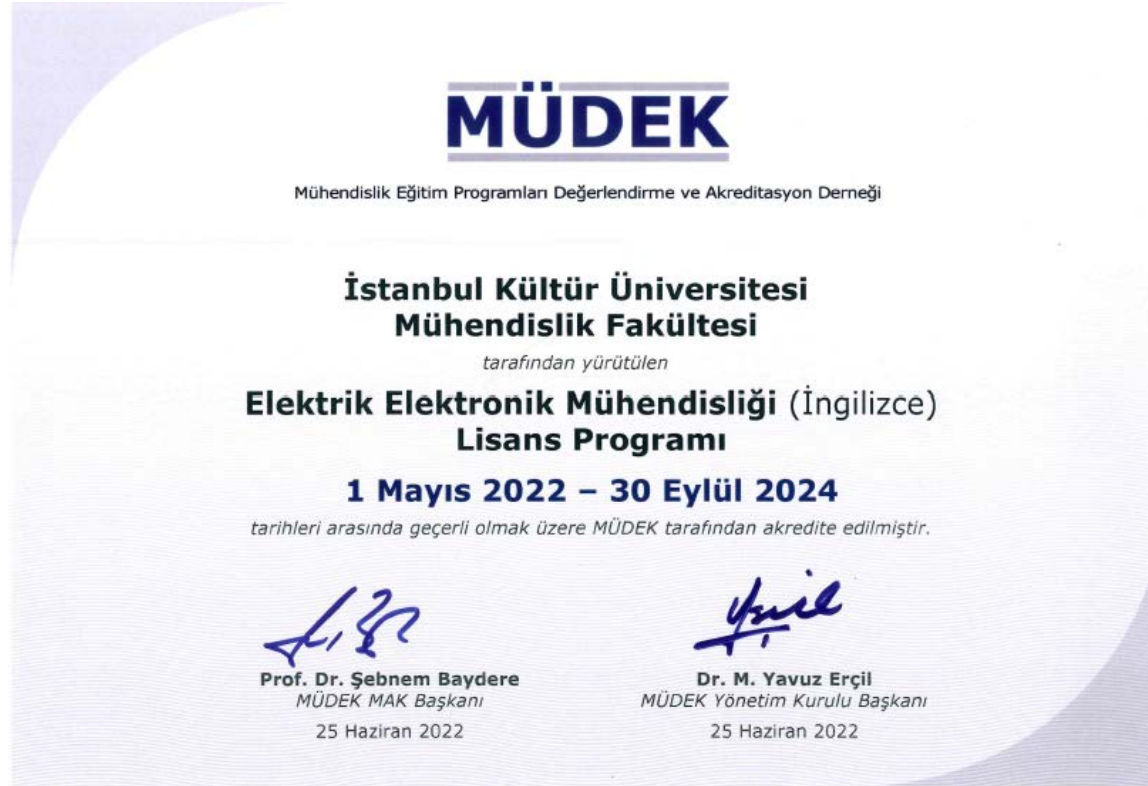 MÜDEK
Mühendislik Eğitim Programları Değerlendirme ve Akreditasyon Derneği
İstanbul Kültür Üniversitesi
Mühendislik Fakültesi
tarafından yürütülen
Elektrik Elektronik Mühendisliği (İngilizce)
Lisans Programı
1 Mayıs 2022 – 30 Eylül 2024
tarihleri arasında geçerli olmak üzere MÜDEK tarafından akredite edilmiştir.
Prof. Dr. Şebnem Baydere
MÜDEK MAK Başkanı
25 Haziran 2022
Dr. M. Yavuz Erçil
MÜDEK Yönetim Kurulu Başkanı
25 Haziran 2022